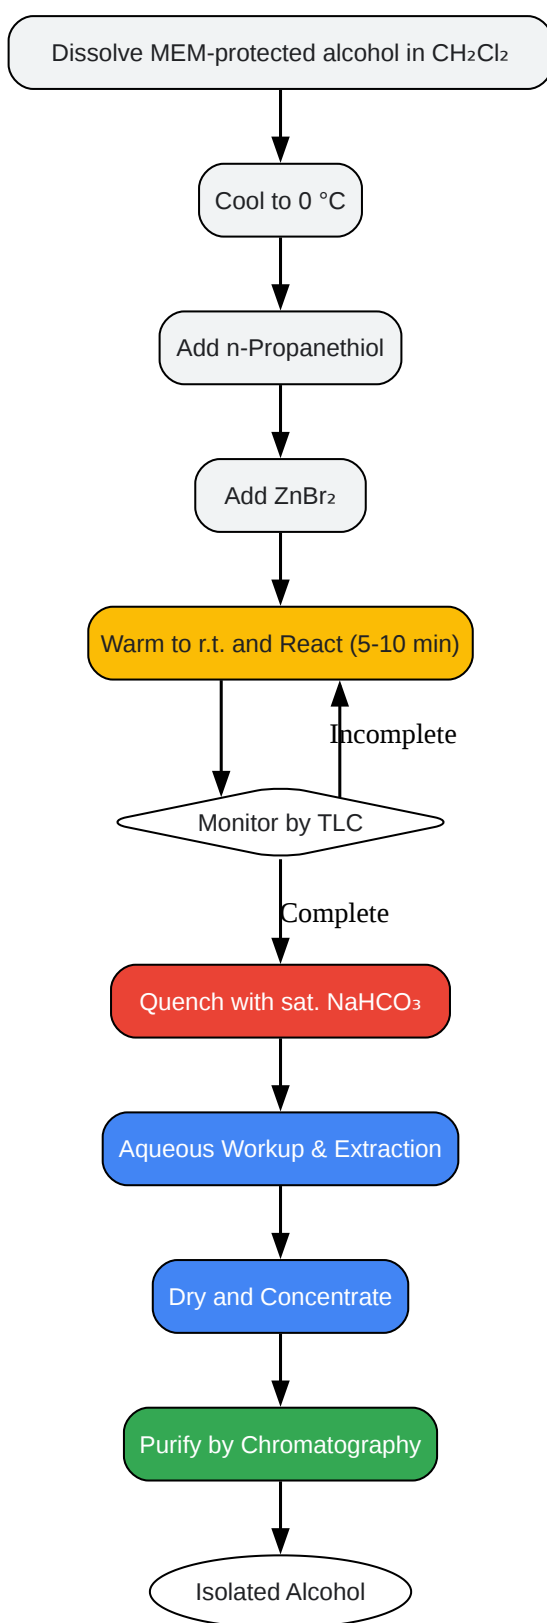 Dissolve MEM-protected alcohol in CH₂Cl₂
Cool to 0 °C
Add n-Propanethiol
Add ZnBr₂
Warm to r.t. and React (5-10 min)
Incomplete
Monitor by TLC
Complete
Quench with sat. NaHCO₃
Aqueous Workup & Extraction
Dry and Concentrate
Purify by Chromatography
Isolated Alcohol